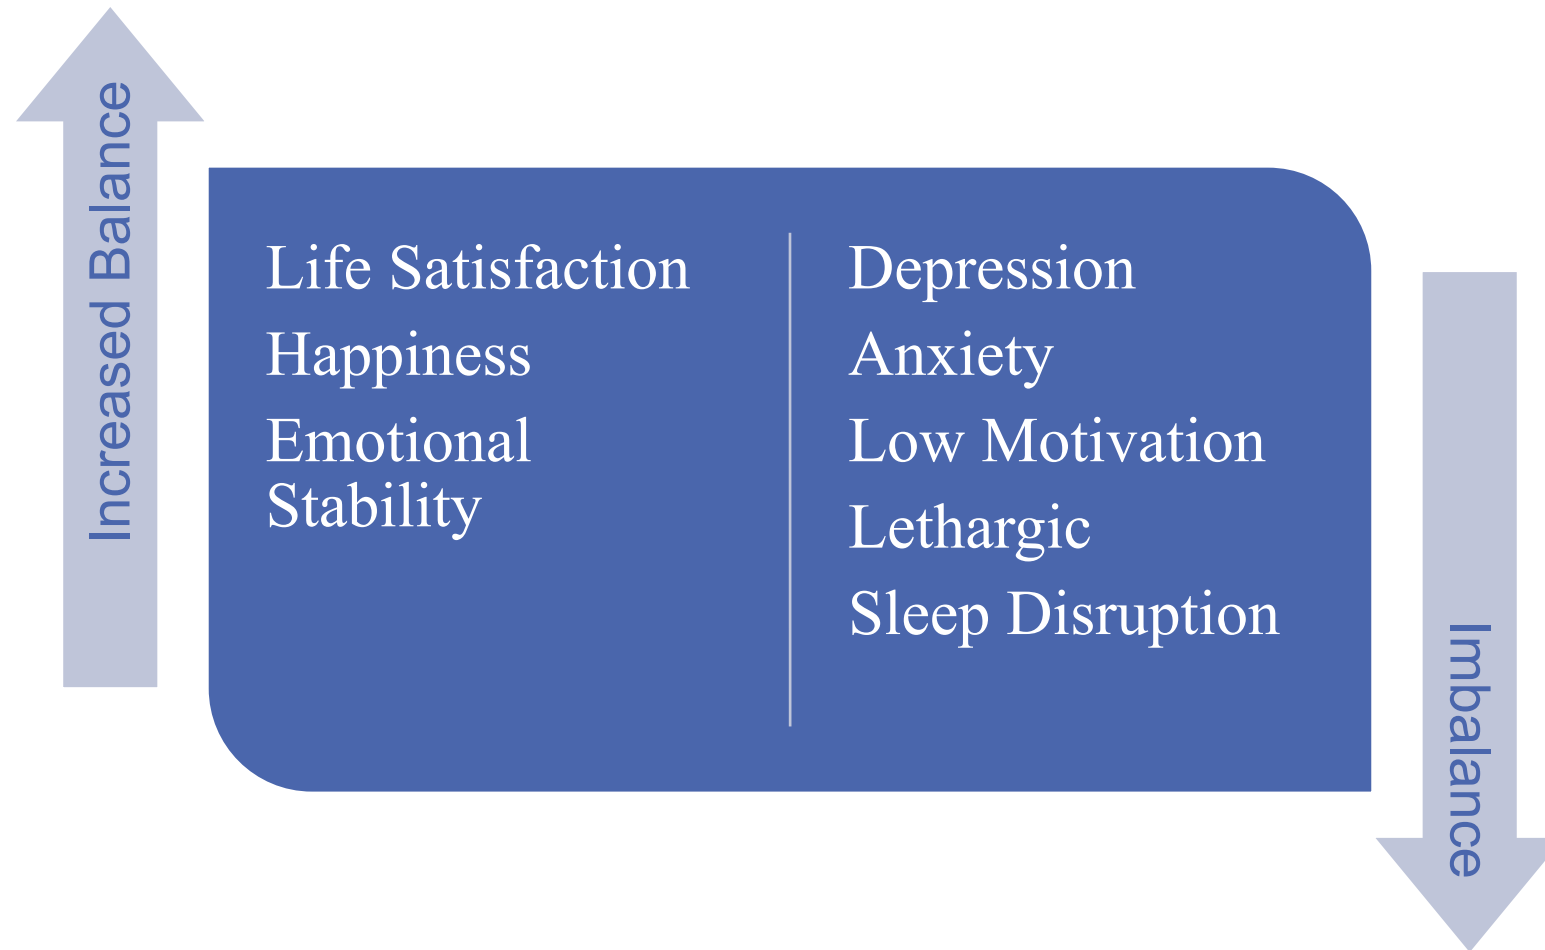 Increased Balance
Life Satisfaction
Happiness
Emotional
Stability
Depression
Anxiety
Low Motivation
Lethargic
Sleep Disruption
Imbalance